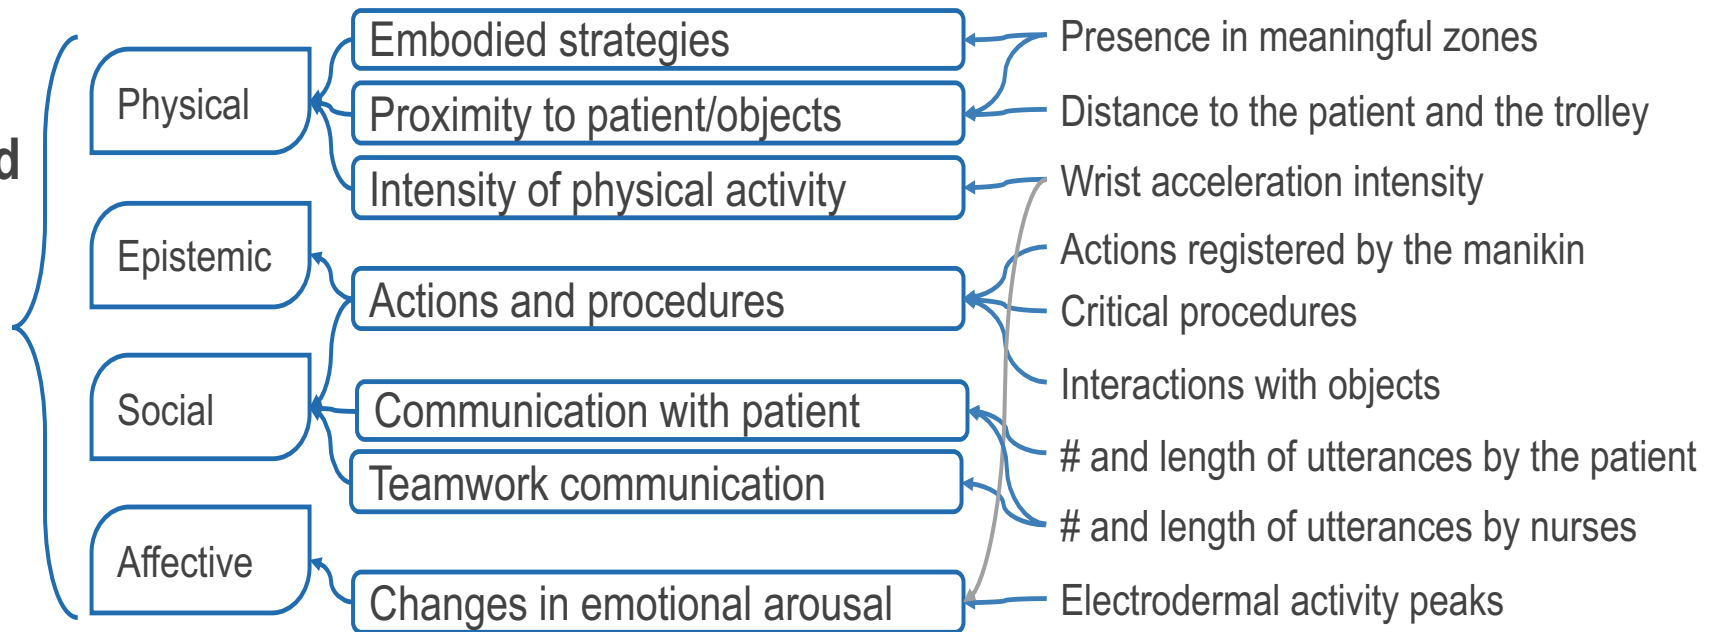 d
Physical
Epistemic
Social
Affective
Embodied strategies
Proximity to patient/objects
Intensity of physical activity
Actions and procedures
Communication with patient
Teamwork communication
Changes in emotional arousal
Presence in meaningful zones
Distance to the patient and the trolley
Wrist acceleration intensity
Actions registered by the manikin
Critical procedures
Interactions with objects
# and length of utterances by the patient
# and length of utterances by nurses
Electrodermal activity peaks